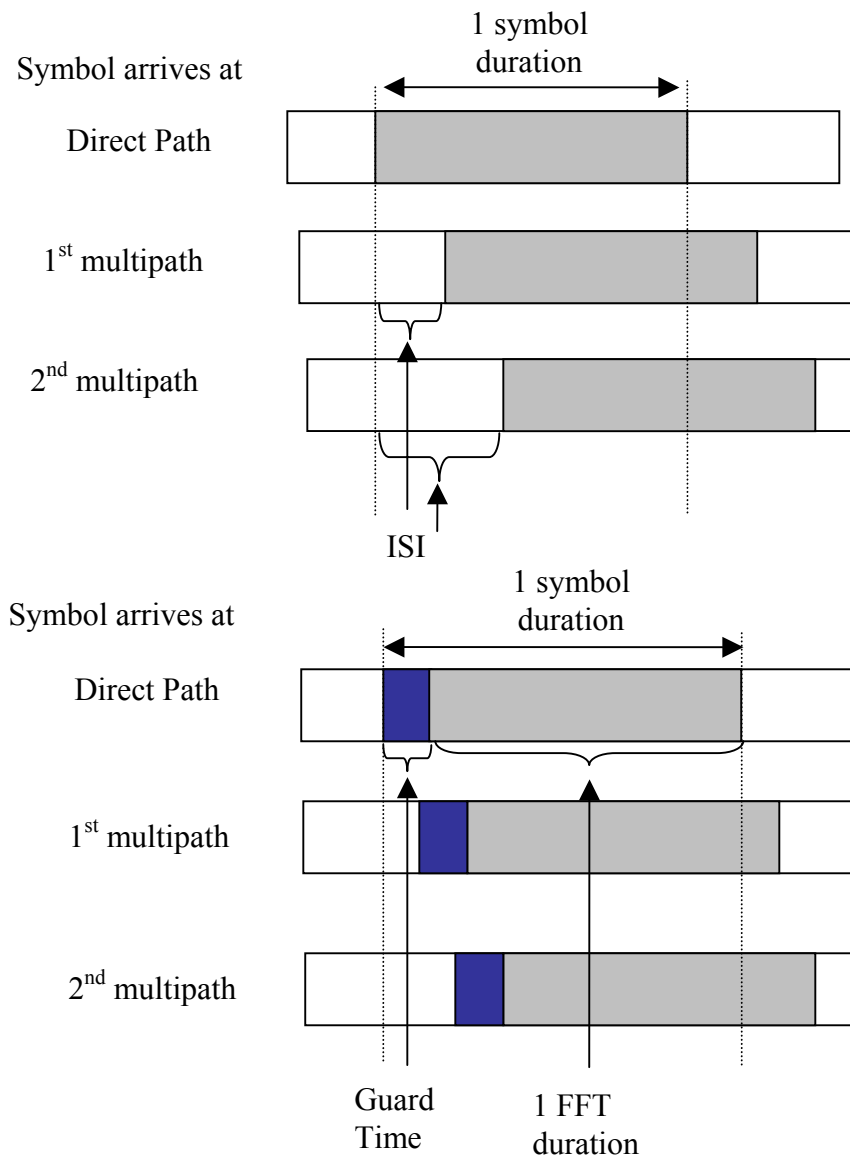 1 symbol
duration
Symbol arrives at
Direct Path
1st multipath
2nd multipath
ISI
1 symbol
duration
Symbol arrives at
Direct Path
1st multipath
2nd multipath
Guard
Time
1 FFT
duration